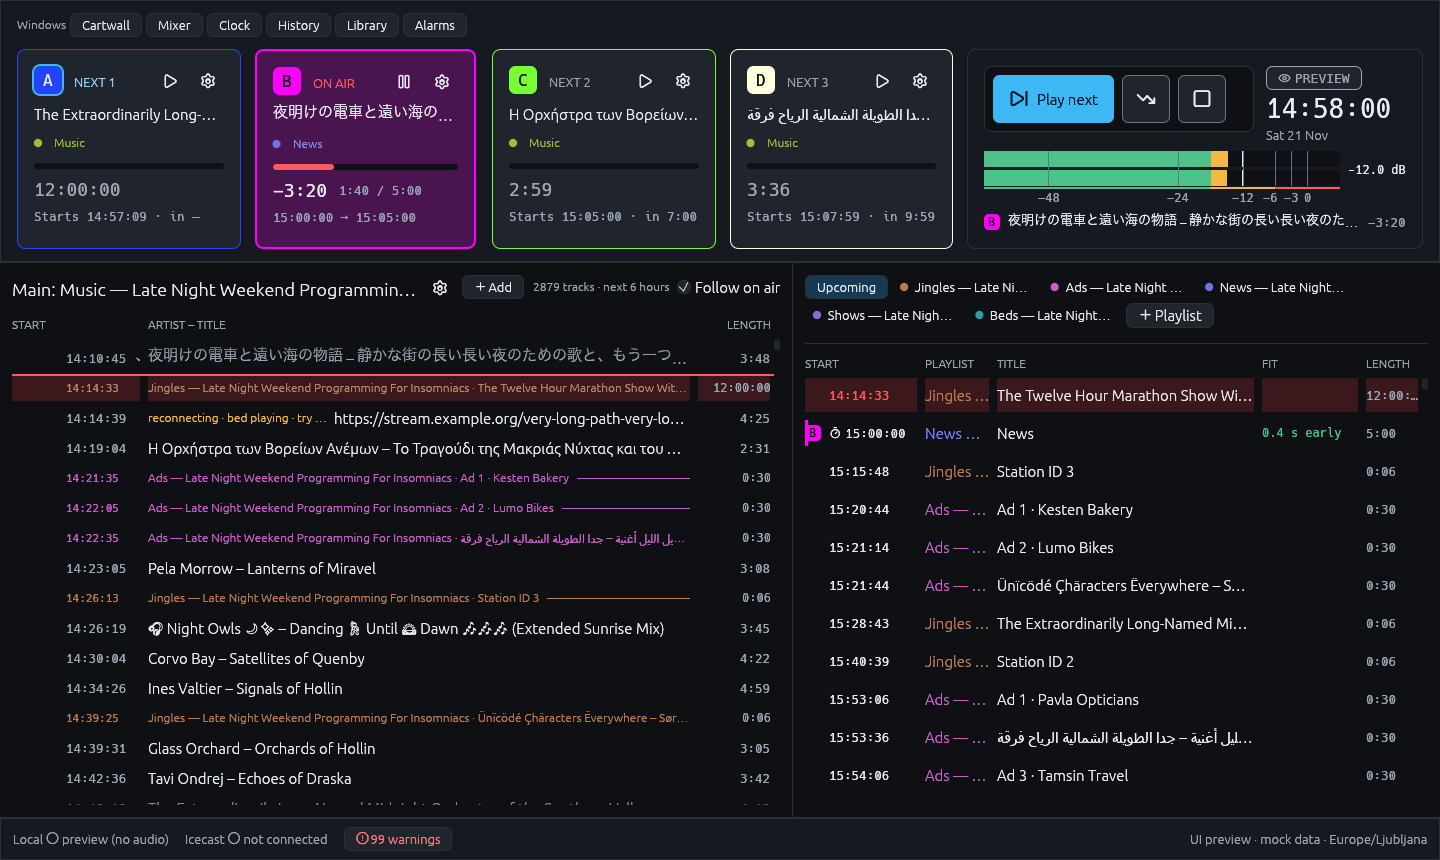 Windows Cartwall Mixer Clock History Library Alarms
A NEXT 1
The Extraordinarily Long-...
Music
12:00:00
Starts 14:57:09 · in —
B ON AIR
夜明けの電車と遠い海の...
News
−3:20 1:40 / 5:00
15:00:00 → 15:05:00
C NEXT 2
Η Ορχήστρα των Βορείων...
Music
2:59
Starts 15:05:00 · in 7:00
D NEXT 3
جدا الطويلة الشمالية الرياح فرقة...
Music
3:36
Starts 15:07:59 · in 9:59
Play next
PREVIEW
14:58:00
Sat 21 Nov
-12.0 dB
−48 −24 −12 −6 −3 0
B 夜明けの電車と遠い海の物語 – 静かな街の長い長い夜のた... −3:20
Main: Music — Late Night Weekend Programmin... + Add 2879 tracks · next 6 hours Follow on air
START ARTIST – TITLE LENGTH
14:10:45 夜明けの電車と遠い海の物語 – 静かな街の長い長い夜のための歌と、もう一つ... 3:48
14:14:33 Jingles — Late Night Weekend Programming For Insomniacs · The Twelve Hour Marathon Show Wit... 12:00:00
14:14:39 reconnecting · bed playing · try ... https://stream.example.org/very-long-path-very-lo... 4:25
14:19:04 Η Ορχήστρα των Βορείων Ανέμων – Το Τραγούδι της Μακριάς Νύχτας και του ... 2:31
14:21:35 Ads — Late Night Weekend Programming For Insomniacs · Ad 1 · Kesten Bakery 0:30
14:22:05 Ads — Late Night Weekend Programming For Insomniacs · Ad 2 · Lumo Bikes 0:30
14:22:35 Ads — Late Night Weekend Programming For Insomniacs · يل الليل أغنية – جدا الطويلة الشمالية الرياح فرقة... 0:30
14:23:05 Pela Morrow – Lanterns of Miravel 3:08
14:26:13 Jingles — Late Night Weekend Programming For Insomniacs · Station ID 3 0:06
14:26:19 🎧 Night Owls 🌙✨ – Dancing 💃 Until 🌅 Dawn 🎶🎶🎶 (Extended Sunrise Mix) 3:45
14:30:04 Corvo Bay – Satellites of Quenby 4:22
14:34:26 Ines Valtier – Signals of Hollin 4:59
14:39:25 Jingles — Late Night Weekend Programming For Insomniacs · Ünïcödé Çhäracters Ëverywhere – Sør... 0:06
14:39:31 Glass Orchard – Orchards of Hollin 3:05
14:42:36 Tavi Ondrej – Echoes of Draska 3:42
Upcoming Jingles — Late Ni... Ads — Late Night ... News — Late Night...
Shows — Late Nigh... Beds — Late Night... + Playlist
START PLAYLIST TITLE FIT LENGTH
14:14:33 Jingles ... The Twelve Hour Marathon Show Wi... 12:00:...
B 15:00:00 News ... News 0.4 s early 5:00
15:15:48 Jingles ... Station ID 3 0:06
15:20:44 Ads — ... Ad 1 · Kesten Bakery 0:30
15:21:14 Ads — ... Ad 2 · Lumo Bikes 0:30
15:21:44 Ads — ... Ünïcödé Çhäracters Ëverywhere – S... 0:30
15:28:43 Jingles ... The Extraordinarily Long-Named Mi... 0:06
15:40:39 Jingles ... Station ID 2 0:06
15:53:06 Ads — ... Ad 1 · Pavla Opticians 0:30
15:53:36 Ads — ... ليل أغنية – جدا الطويلة الشمالية الرياح فرقة... 0:30
15:54:06 Ads — ... Ad 3 · Tamsin Travel 0:30
Local preview (no audio) Icecast not connected 99 warnings UI preview · mock data · Europe/Ljubljana